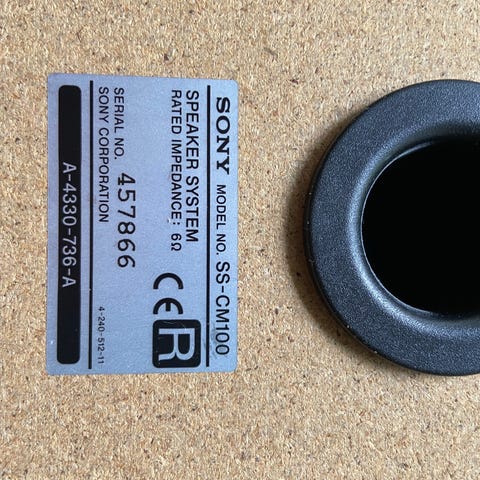 SONY MODEL NO. SS-CM100
SPEAKER SYSTEM
RATED IMPEDANCE: 6Ω
CE R
SERIAL NO. 457866
SONY CORPORATION
4-240-512-11
A-4330-736-A